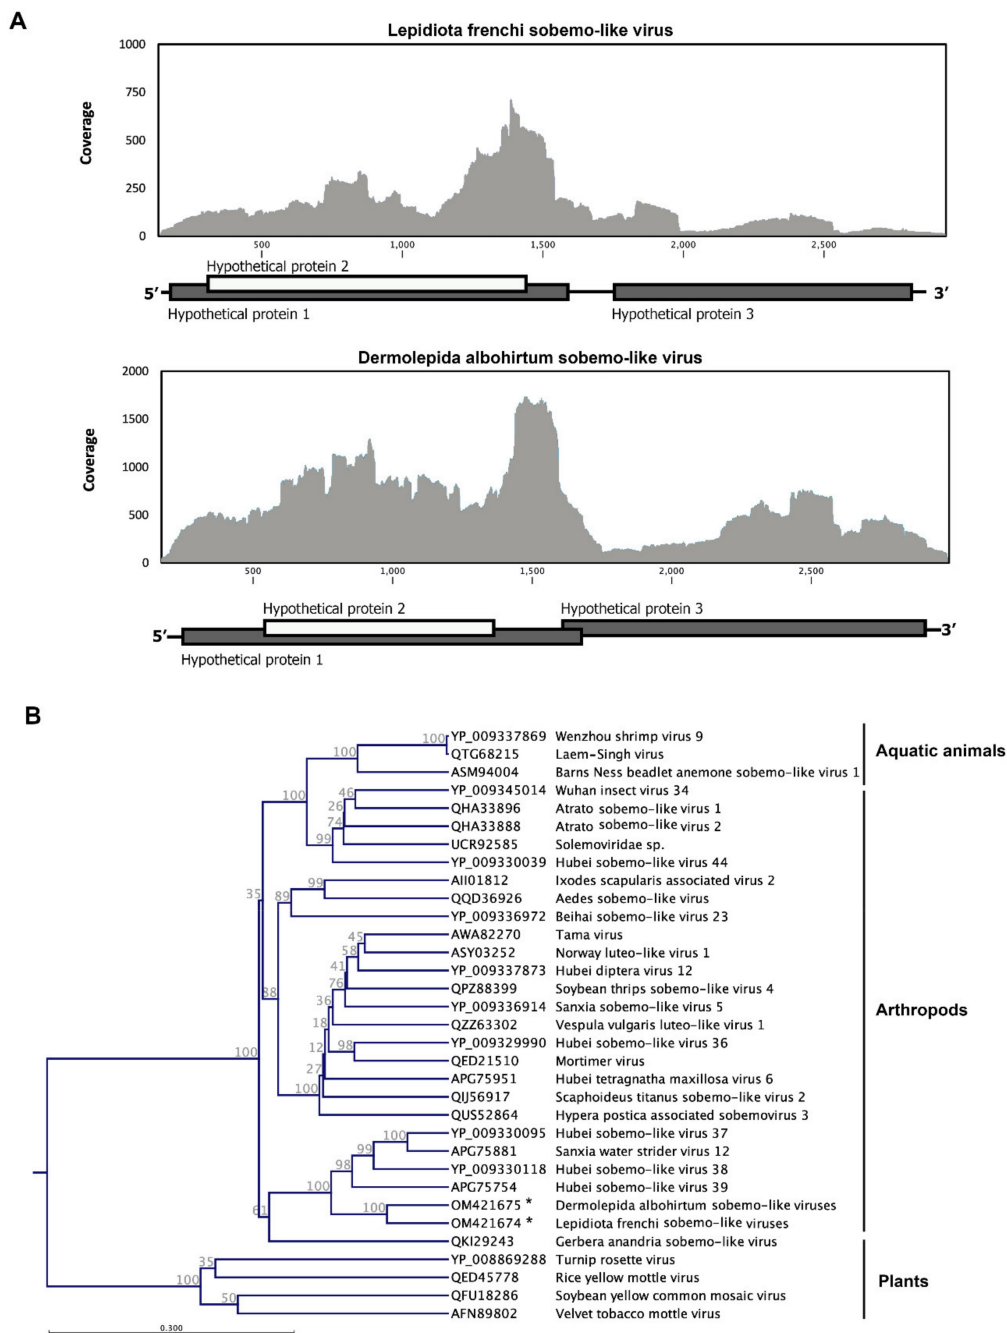 A
Lepidiota frenchi sobemo-like virus
1000
750
500
250
0
Coverage
500 1,000 1,500 2,000 2,500
Hypothetical protein 2
5′ 3′
Hypothetical protein 1 Hypothetical protein 3
Dermolepida albohirtum sobemo-like virus
2000
1500
1000
500
0
Coverage
500 1,000 1,500 2,000 2,500
Hypothetical protein 2 Hypothetical protein 3
5′ 3′
Hypothetical protein 1
B
100 YP_009337869 Wenzhou shrimp virus 9
100 QTG68215 Laem-Singh virus
ASM94004 Barns Ness beadlet anemone sobemo-like virus 1
Aquatic animals
100 46 YP_009345014 Wuhan insect virus 34
26 QHA33896 Atrato sobemo-like virus 1
74 QHA33888 Atrato sobemo-like virus 2
99 UCR92585 Solemoviridae sp.
YP_009330039 Hubei sobemo-like virus 44
35 89 99 AII01812 Ixodes scapularis associated virus 2
QQD36926 Aedes sobemo-like virus
YP_009336972 Beihai sobemo-like virus 23
45 AWA82270 Tama virus
58 ASY03252 Norway luteo-like virus 1
41 YP_009337873 Hubei diptera virus 12
88 76 QPZ88399 Soybean thrips sobemo-like virus 4
36 YP_009336914 Sanxia sobemo-like virus 5
Arthropods
18 QZZ63302 Vespula vulgaris luteo-like virus 1
100 12 98 YP_009329990 Hubei sobemo-like virus 36
QED21510 Mortimer virus
27 APG75951 Hubei tetragnatha maxillosa virus 6
100 QIJ56917 Scaphoideus titanus sobemo-like virus 2
QUS52864 Hypera postica associated sobemovirus 3
100 YP_009330095 Hubei sobemo-like virus 37
99 APG75881 Sanxia water strider virus 12
98 YP_009330118 Hubei sobemo-like virus 38
100 APG75754 Hubei sobemo-like virus 39
61 100 OM421675 * Dermolepida albohirtum sobemo-like viruses
OM421674 * Lepidiota frenchi sobemo-like viruses
QKI29243 Gerbera anandria sobemo-like virus
35 YP_008869288 Turnip rosette virus
100 QED45778 Rice yellow mottle virus
Plants
50 QFU18286 Soybean yellow common mosaic virus
AFN89802 Velvet tobacco mottle virus
0.300